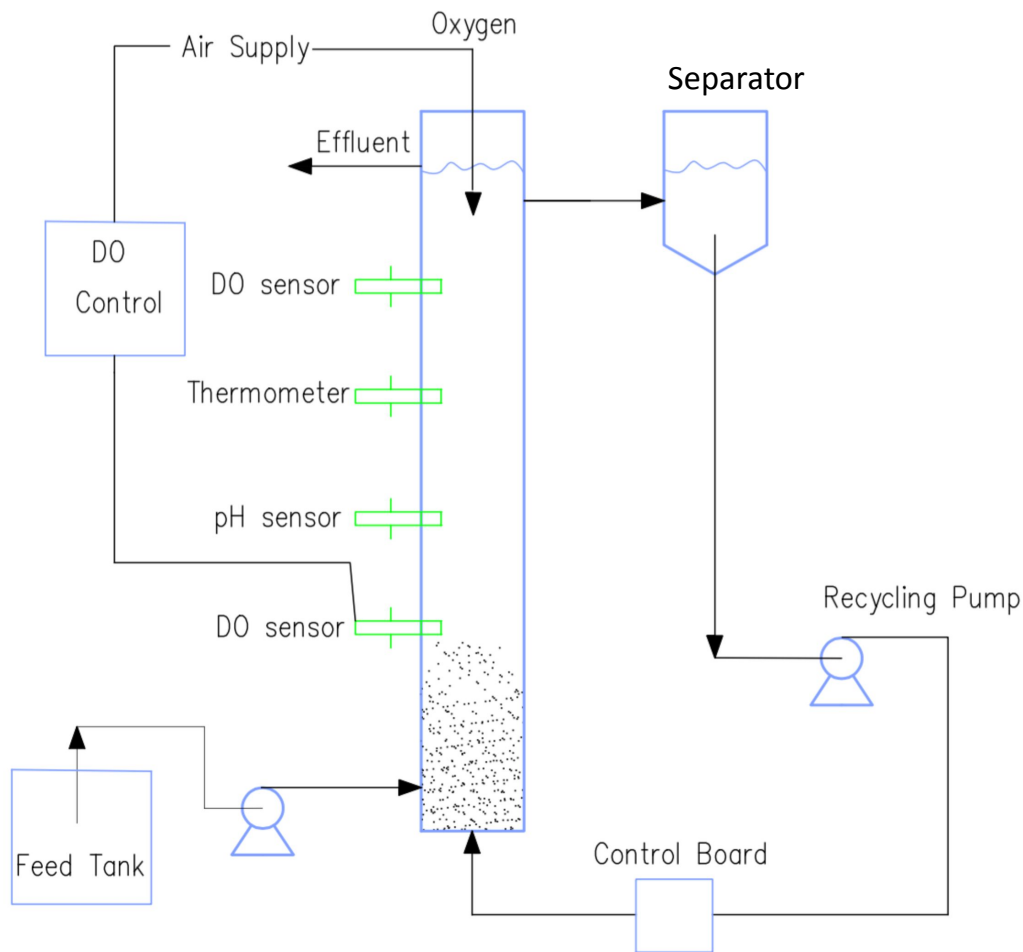 Oxygen
Air Supply
Separator
Effluent
DO
Control
DO sensor
Thermometer
pH sensor
DO sensor
Recycling Pump
Control Board
Feed Tank